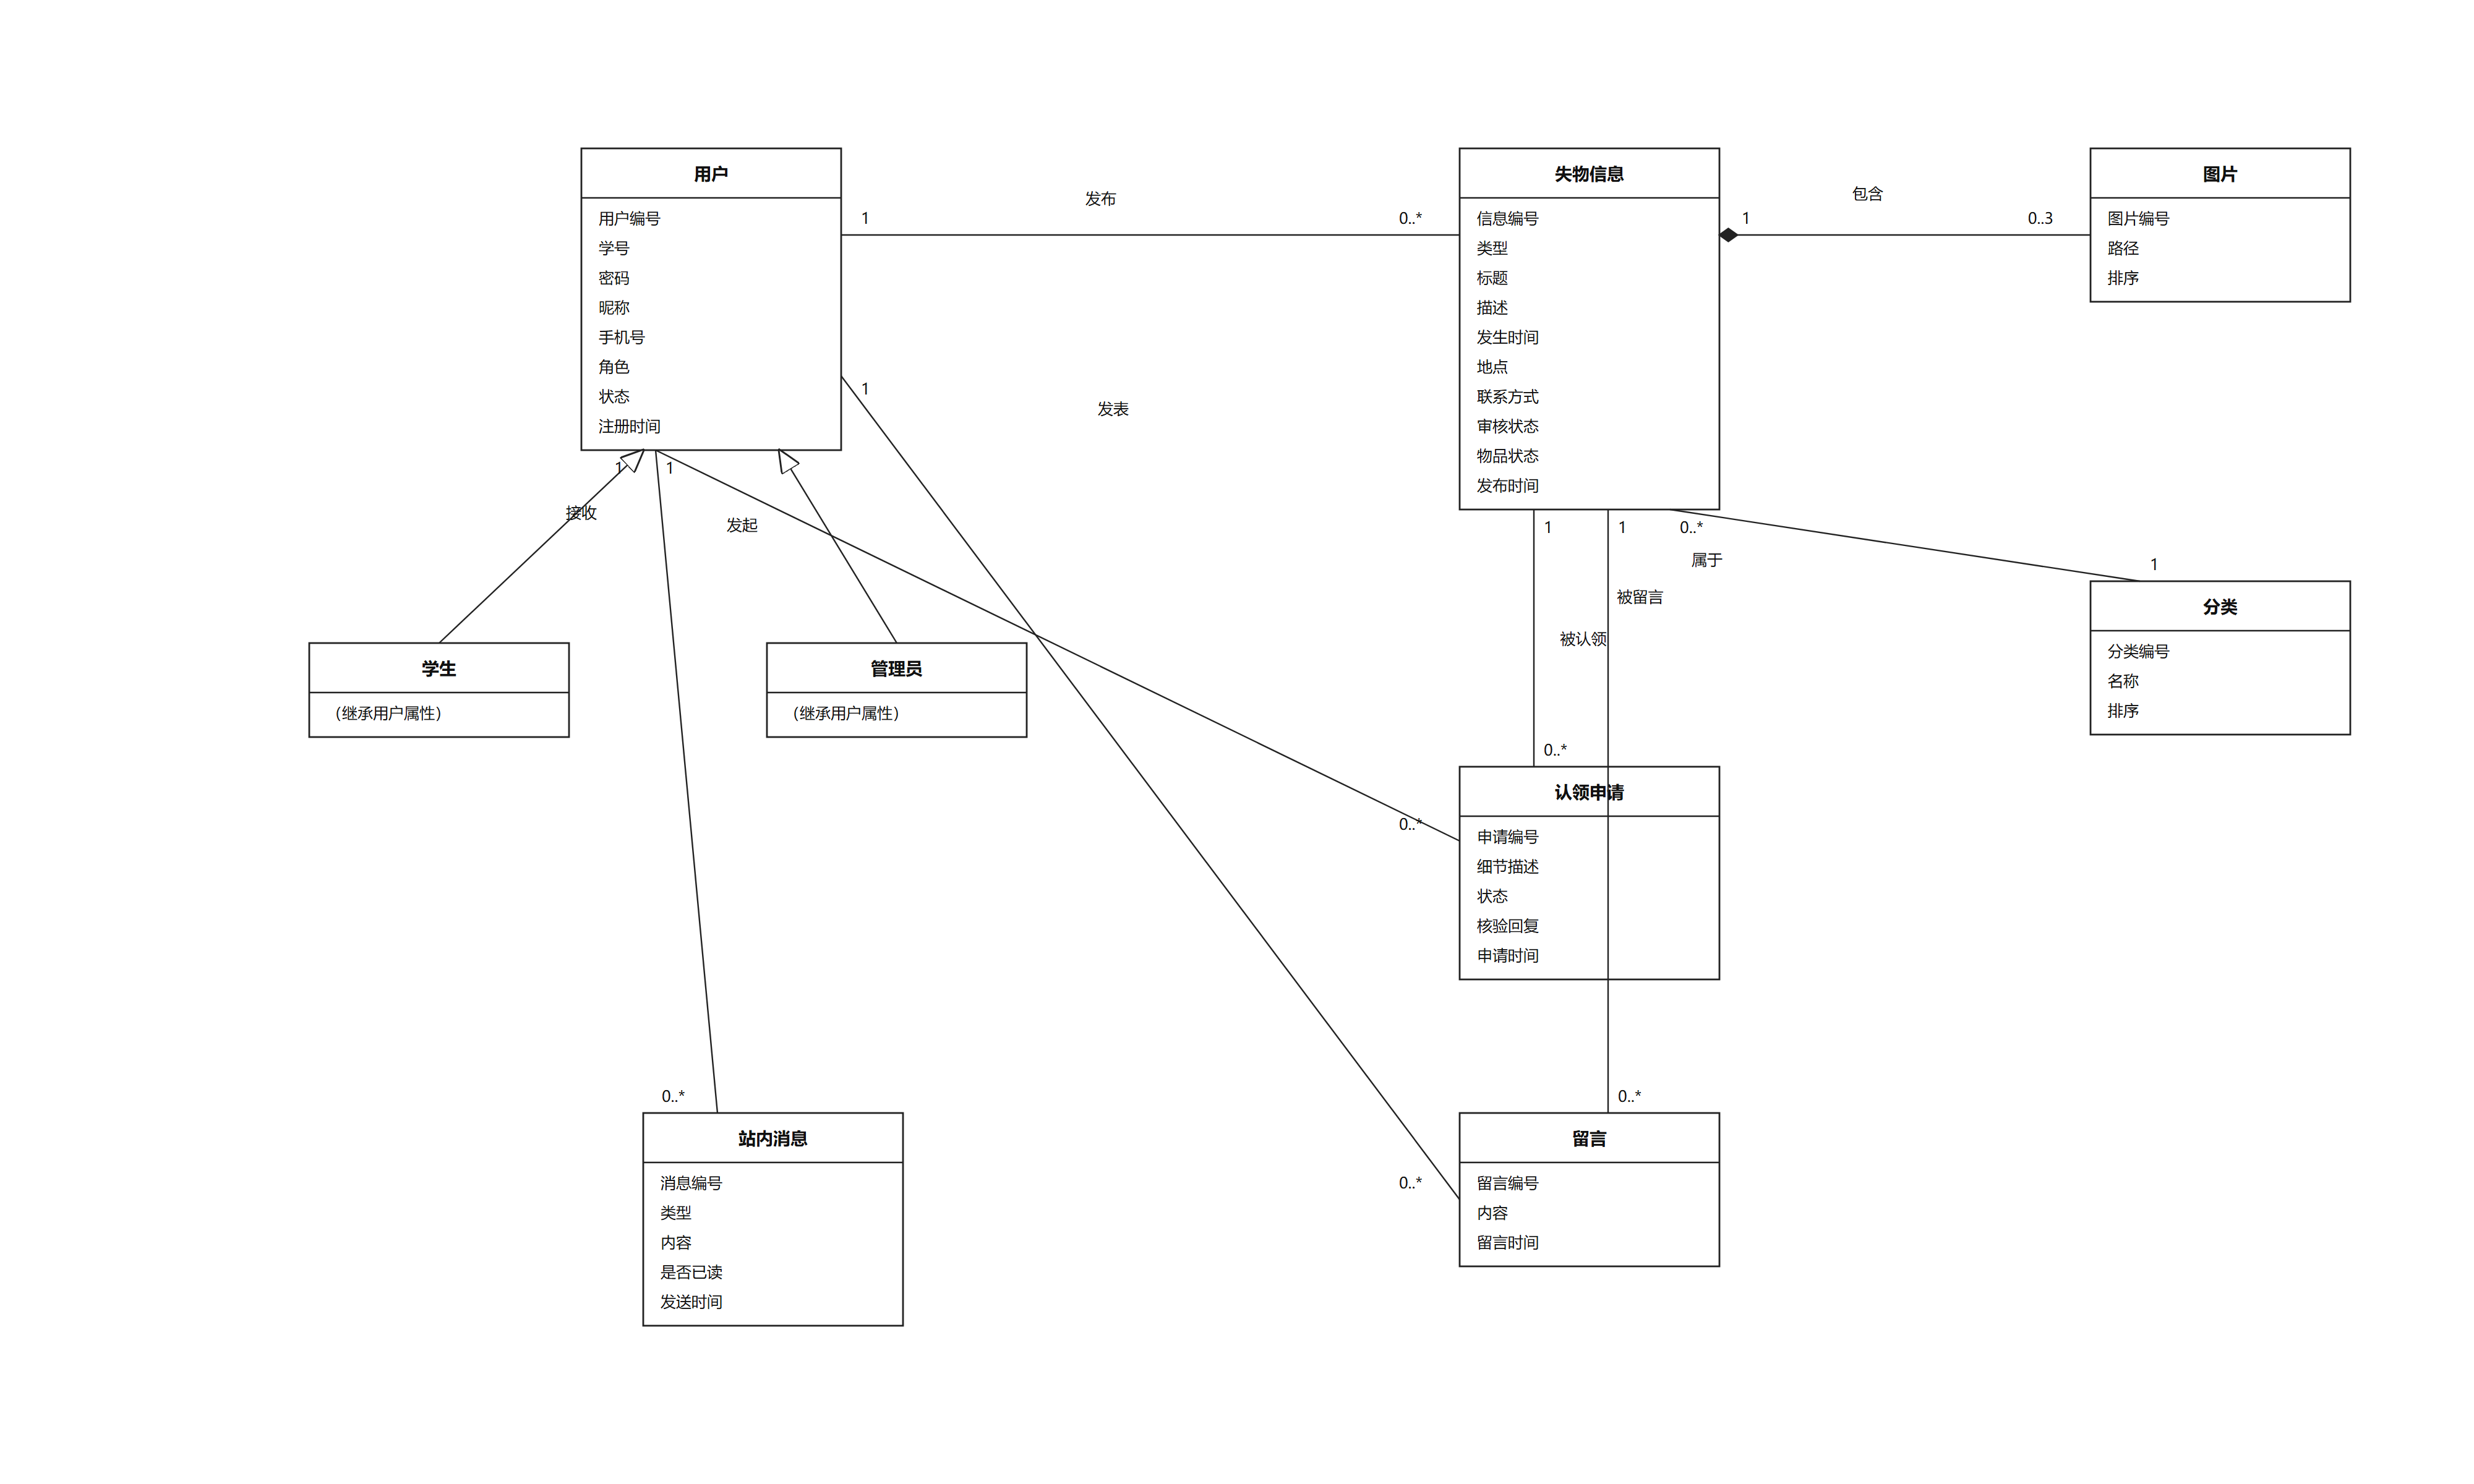 用户
用户编号
学号
密码
昵称
手机号
角色
状态
注册时间
1
发布
0..*
失物信息
信息编号
类型
标题
描述
发生时间
地点
联系方式
审核状态
物品状态
发布时间
1
包含
0..3
图片
图片编号
路径
排序
1
发表
1
1
接收
发起
1
1
0..*
属于
1
被留言
被认领
分类
分类编号
名称
排序
学生
(继承用户属性)
管理员
(继承用户属性)
0..*
认领申请
申请编号
细节描述
状态
核验回复
申请时间
0..*
0..*
站内消息
消息编号
类型
内容
是否已读
发送时间
0..*
0..*
留言
留言编号
内容
留言时间